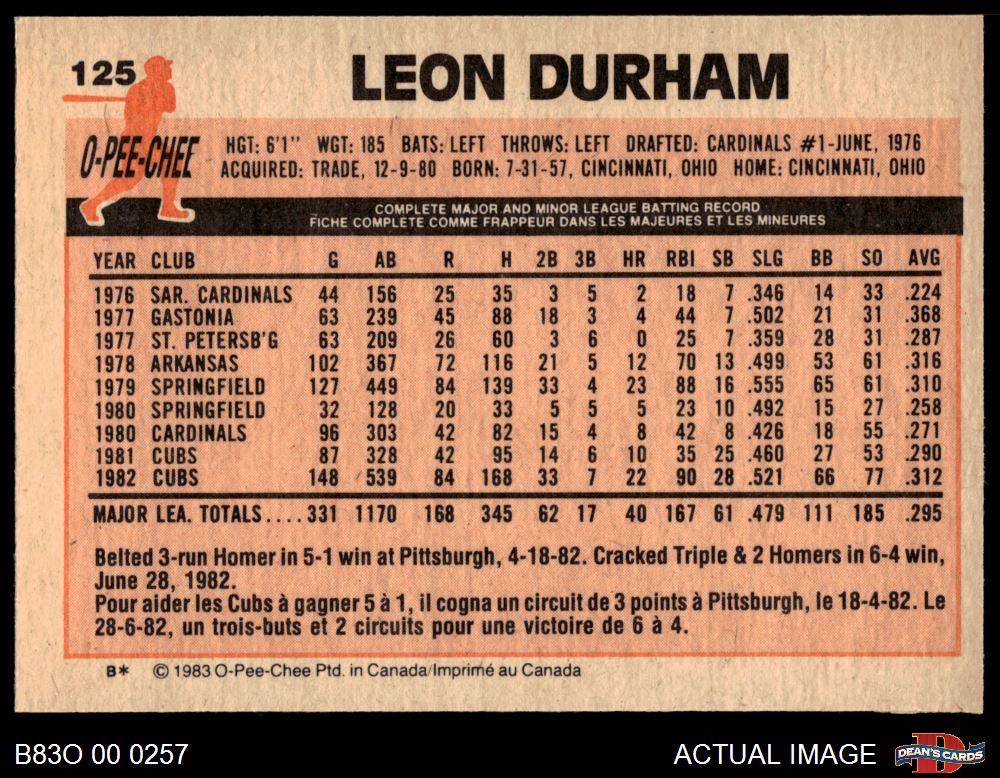 125
LEON DURHAM
O-PEE-CHEE
HGT: 6'1" WGT: 185 BATS: LEFT THROWS: LEFT DRAFTED: CARDINALS #1-JUNE, 1976
ACQUIRED: TRADE, 12-9-80 BORN: 7-31-57, CINCINNATI, OHIO HOME: CINCINNATI, OHIO
COMPLETE MAJOR AND MINOR LEAGUE BATTING RECORD
FICHE COMPLETE COMME FRAPPEUR DANS LES MAJEURES ET LES MINEURES
YEAR CLUB G AB R H 2B 3B HR RBI SB SLG BB SO AVG
1976 SAR. CARDINALS 44 156 25 35 3 5 2 18 7 .346 14 33 .224
1977 GASTONIA 63 239 45 88 18 3 4 44 7 .502 21 31 .368
1977 ST. PETERSB'G 63 209 26 60 3 6 0 25 7 .359 28 31 .287
1978 ARKANSAS 102 367 72 116 21 5 12 70 13 .499 53 61 .316
1979 SPRINGFIELD 127 449 84 139 33 4 23 88 16 .555 65 61 .310
1980 SPRINGFIELD 32 128 20 33 5 5 5 23 10 .492 15 27 .258
1980 CARDINALS 96 303 42 82 15 4 8 42 8 .426 18 55 .271
1981 CUBS 87 328 42 95 14 6 10 35 25 .460 27 53 .290
1982 CUBS 148 539 84 168 33 7 22 90 28 .521 66 77 .312
MAJOR LEA. TOTALS....331 1170 168 345 62 17 40 167 61 .479 111 185 .295
Belted 3-run Homer in 5-1 win at Pittsburgh, 4-18-82. Cracked Triple & 2 Homers in 6-4 win,
June 28, 1982.
Pour aider les Cubs à gagner 5 à 1, il cogna un circuit de 3 points à Pittsburgh, le 18-4-82. Le
28-6-82, un trois-buts et 2 circuits pour une victoire de 6 à 4.
B* © 1983 O-Pee-Chee Ptd. in Canada/Imprimé au Canada
B83O 00 0257
ACTUAL IMAGE
DEAN'S CARDS